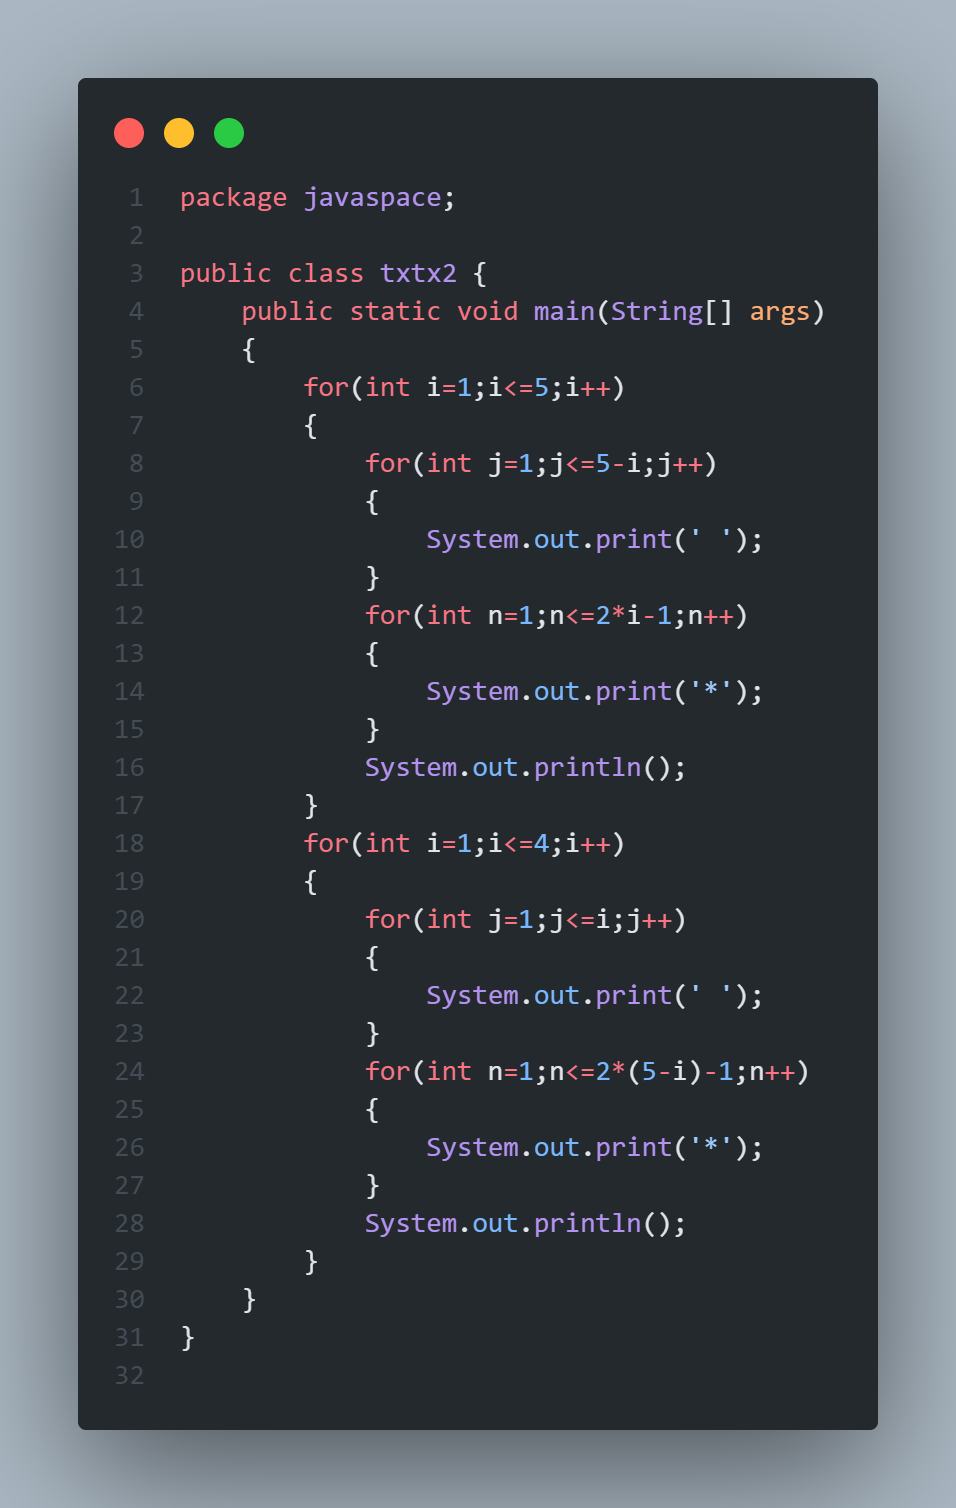 1 package javaspace;
2
3 public class txtx2 {
4     public static void main(String[] args)
5     {
6         for(int i=1;i<=5;i++)
7         {
8             for(int j=1;j<=5-i;j++)
9             {
10                 System.out.print(' ');
11             }
12             for(int n=1;n<=2*i-1;n++)
13             {
14                 System.out.print('*');
15             }
16             System.out.println();
17         }
18         for(int i=1;i<=4;i++)
19         {
20             for(int j=1;j<=i;j++)
21             {
22                 System.out.print(' ');
23             }
24             for(int n=1;n<=2*(5-i)-1;n++)
25             {
26                 System.out.print('*');
27             }
28             System.out.println();
29         }
30     }
31 }
32